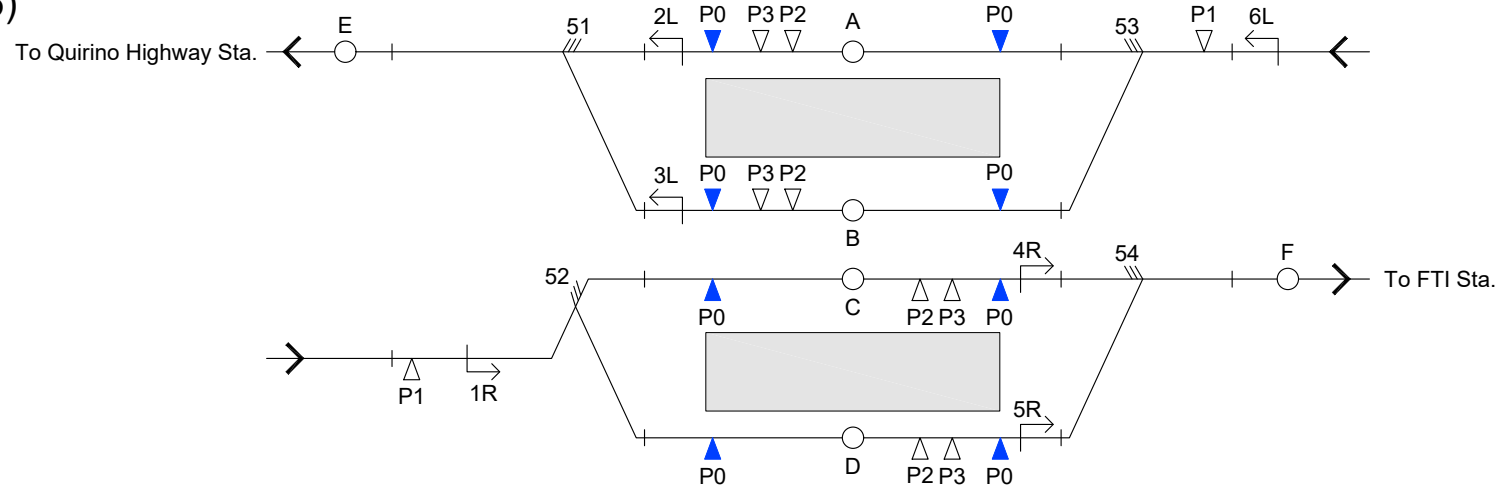 )
E 51 2L P0 P3 P2 A P0 53 P1 6L
To Quirino Highway Sta.
3L P0 P3 P2 P0
B
4R 54 F
52 To FTI Sta.
P0 C P2 P3 P0
P1 1R
5R
P0 D P2 P3 P0